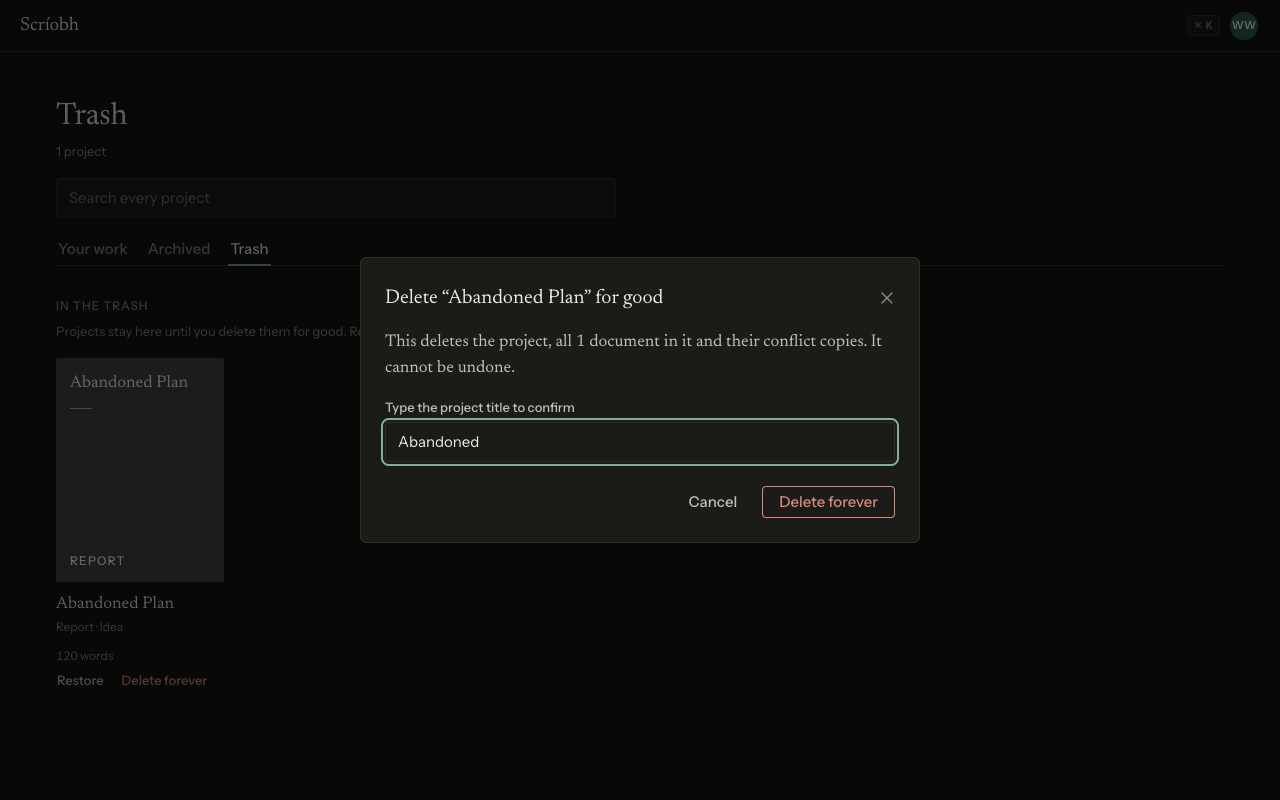 Scríobh
⌘ K
WW
Trash
1 project
Search every project
Your work
Archived
Trash
IN THE TRASH
Projects stay here until you delete them for good. Re
Abandoned Plan
REPORT
Abandoned Plan
Report · Idea
120 words
Restore
Delete forever
Delete “Abandoned Plan” for good
This deletes the project, all 1 document in it and their conflict copies. It
cannot be undone.
Type the project title to confirm
Abandoned
Cancel
Delete forever